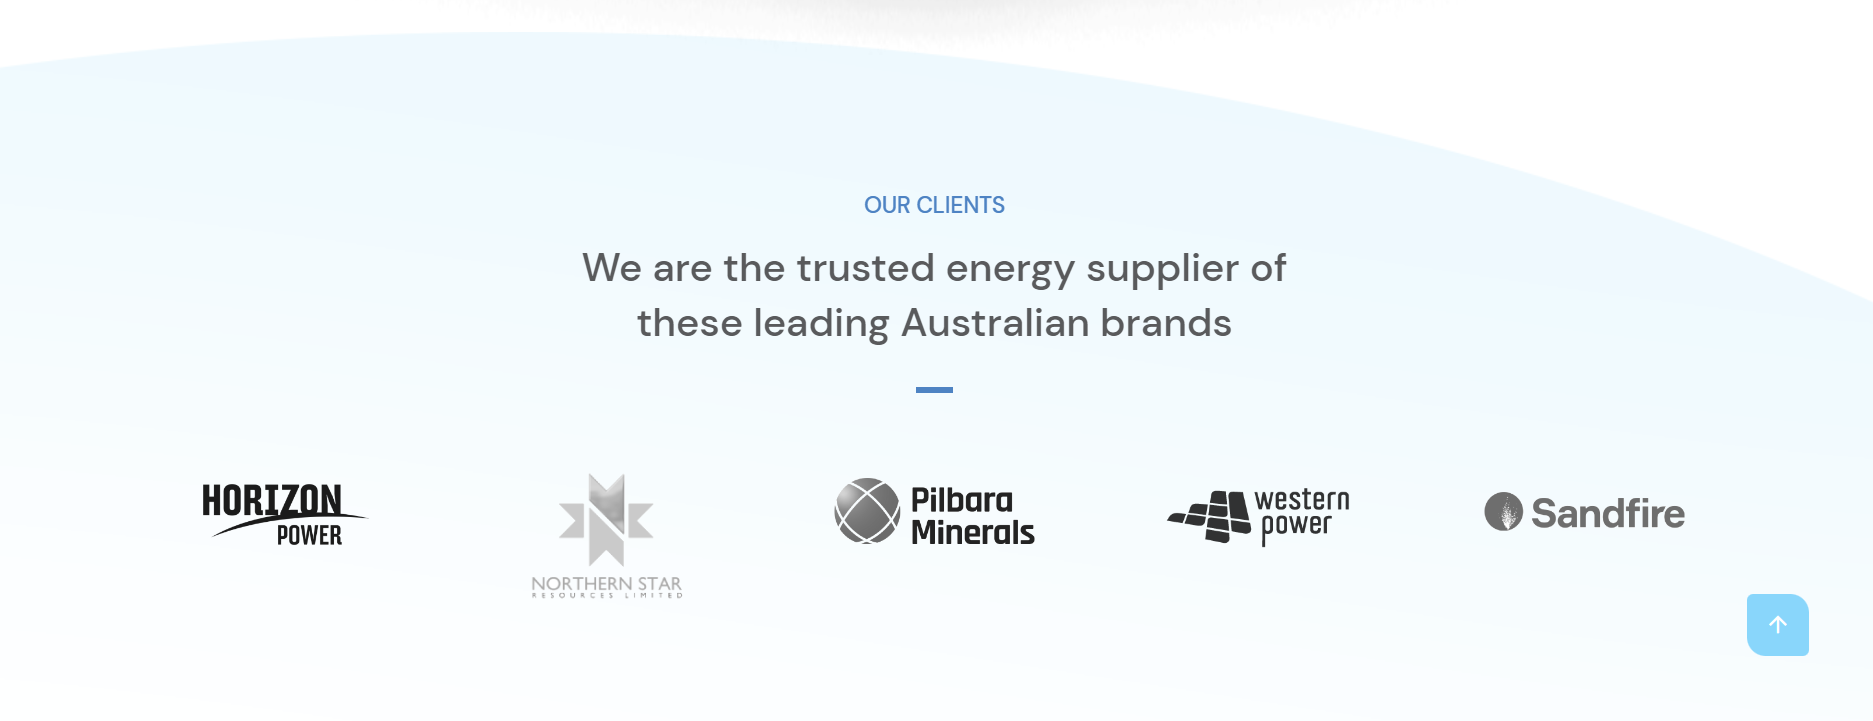 OUR CLIENTS
We are the trusted energy supplier of
these leading Australian brands
HORIZON
POWER
NORTHERN STAR
RESOURCES LIMITED
Pilbara
Minerals
western
power
Sandfire